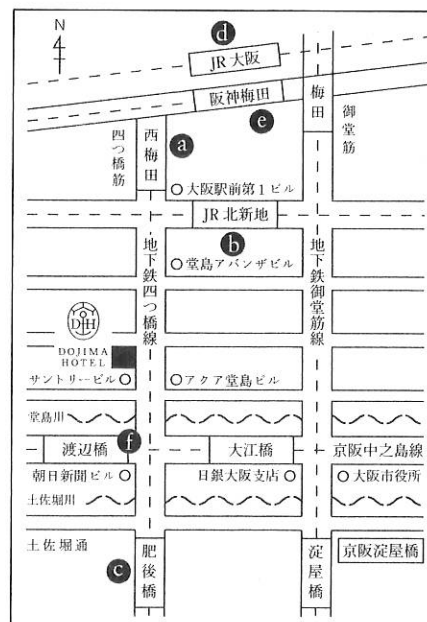 N
d
JR大阪
阪神梅田
梅田
御堂筋
e
四つ橋筋
西梅田
a
大阪駅前第1ビル
JR北新地
b
堂島アバンザビル
地下鉄四つ橋線
地下鉄御堂筋線
DH
DOJIMA
HOTEL
サントリービル
アクア堂島ビル
堂島川
渡辺橋
f
大江橋
京阪中之島線
朝日新聞ビル
日銀大阪支店
大阪市役所
土佐堀川
土佐堀通
肥後橋
c
淀屋橋
京阪淀屋橋